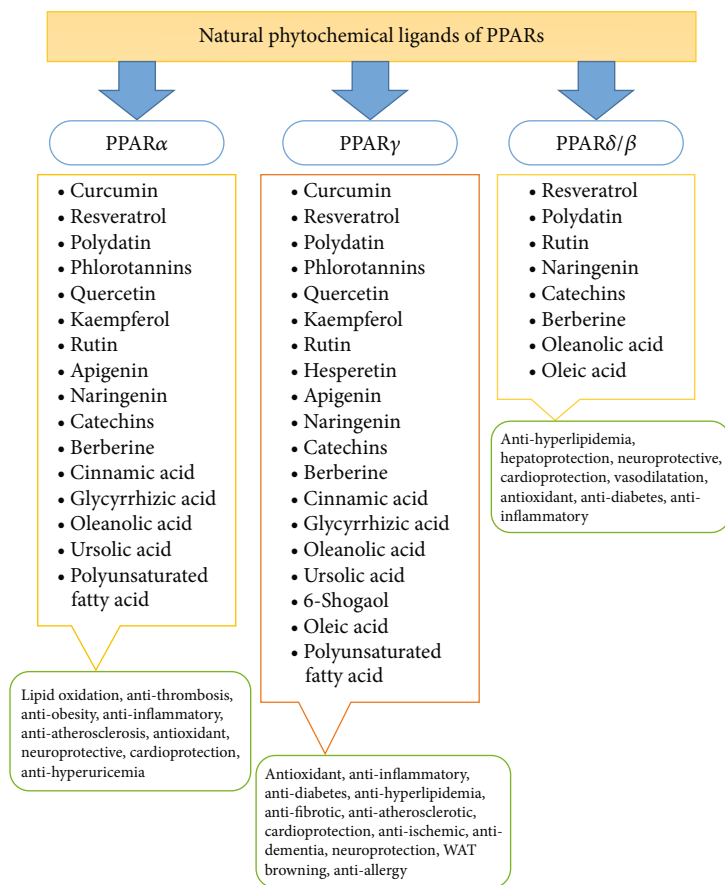 Natural phytochemical ligands of PPARs
PPARα
• Curcumin
• Resveratrol
• Polydatin
• Phlorotannins
• Quercetin
• Kaempferol
• Rutin
• Apigenin
• Naringenin
• Catechins
• Berberine
• Cinnamic acid
• Glycyrrhizic acid
• Oleanolic acid
• Ursolic acid
• Polyunsaturated
fatty acid
Lipid oxidation, anti-thrombosis,
anti-obesity, anti-inflammatory,
anti-atherosclerosis, antioxidant,
neuroprotective, cardioprotection,
anti-hyperuricemia
PPARγ
• Curcumin
• Resveratrol
• Polydatin
• Phlorotannins
• Quercetin
• Kaempferol
• Rutin
• Hesperetin
• Apigenin
• Naringenin
• Catechins
• Berberine
• Cinnamic acid
• Glycyrrhizic acid
• Oleanolic acid
• Ursolic acid
• 6-Shogaol
• Oleic acid
• Polyunsaturated
fatty acid
Antioxidant, anti-inflammatory,
anti-diabetes, anti-hyperlipidemia,
anti-fibrotic, anti-atherosclerotic,
cardioprotection, anti-ischemic, anti-
dementia, neuroprotection, WAT
browning, anti-allergy
PPARδ/β
• Resveratrol
• Polydatin
• Rutin
• Naringenin
• Catechins
• Berberine
• Oleanolic acid
• Oleic acid
Anti-hyperlipidemia,
hepatoprotection, neuroprotective,
cardioprotection, vasodilatation,
antioxidant, anti-diabetes, anti-
inflammatory